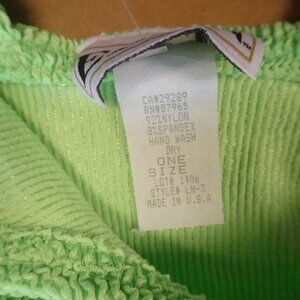 CA#29289
RN#87965
92%NYLON
8%SPANDEX
HAND WASH
DRY
ONE
SIZE
LOT# 1406
STYLE# LN-3
MADE IN U.S.A